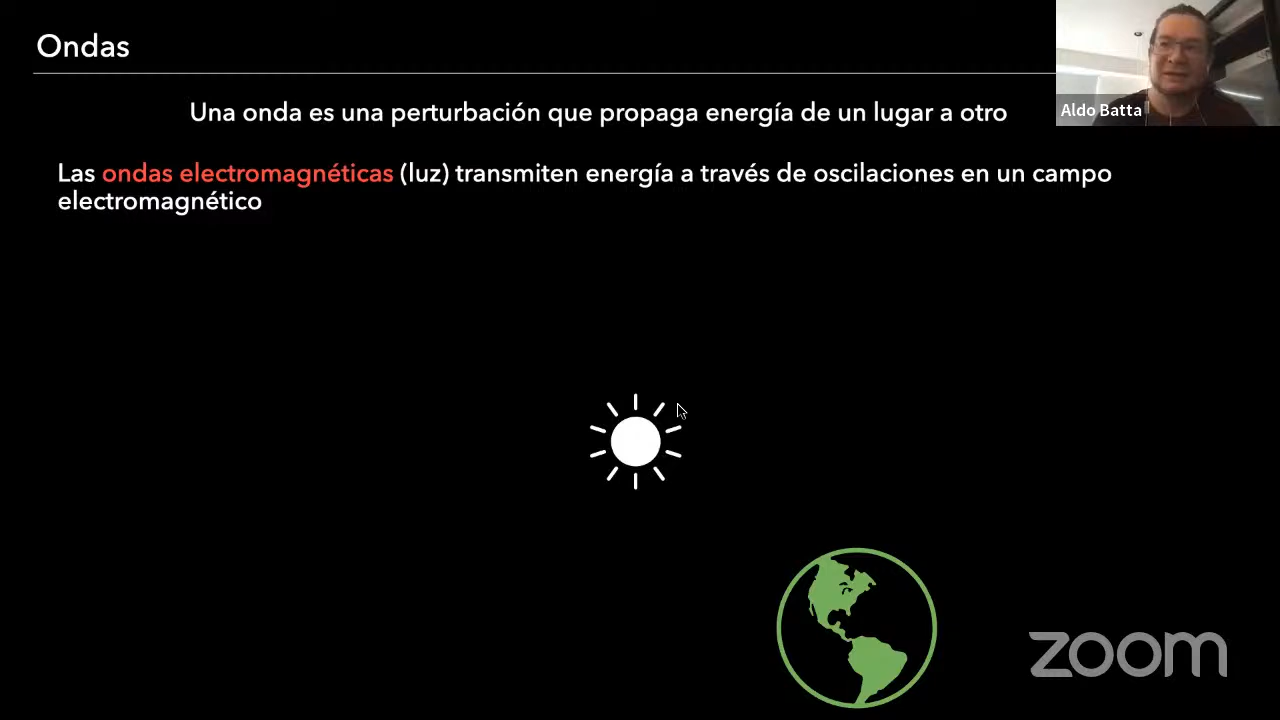 Ondas
Una onda es una perturbación que propaga energía de un lugar a otro
Aldo Batta
Las ondas electromagnéticas (luz) transmiten energía a través de oscilaciones en un campo
electromagnético
zoom